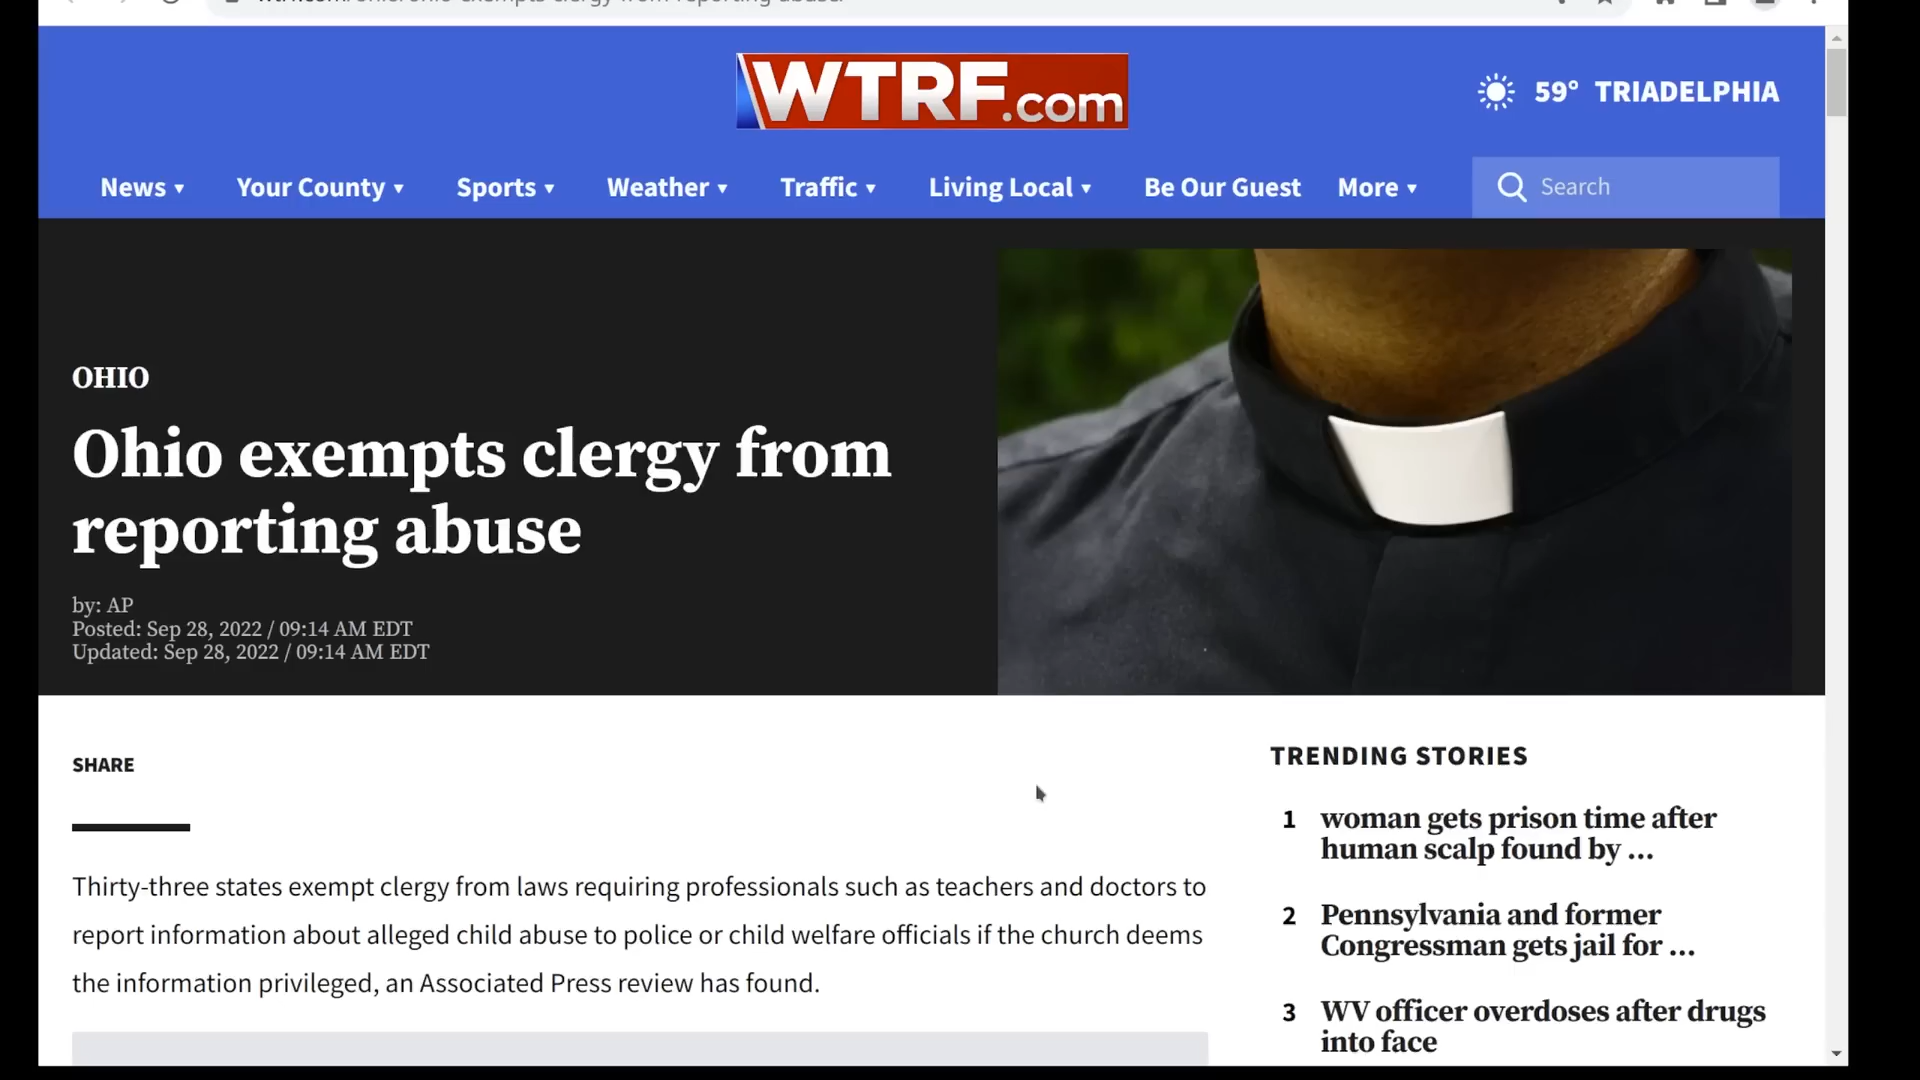 WTRF.com
59° TRIADELPHIA
News ▾ Your County ▾ Sports ▾ Weather ▾ Traffic ▾ Living Local ▾ Be Our Guest More ▾ Search
OHIO
Ohio exempts clergy from
reporting abuse
by: AP
Posted: Sep 28, 2022 / 09:14 AM EDT
Updated: Sep 28, 2022 / 09:14 AM EDT
SHARE
Thirty-three states exempt clergy from laws requiring professionals such as teachers and doctors to
report information about alleged child abuse to police or child welfare officials if the church deems
the information privileged, an Associated Press review has found.
TRENDING STORIES
1 woman gets prison time after
human scalp found by ...
2 Pennsylvania and former
Congressman gets jail for ...
3 WV officer overdoses after drugs
into face